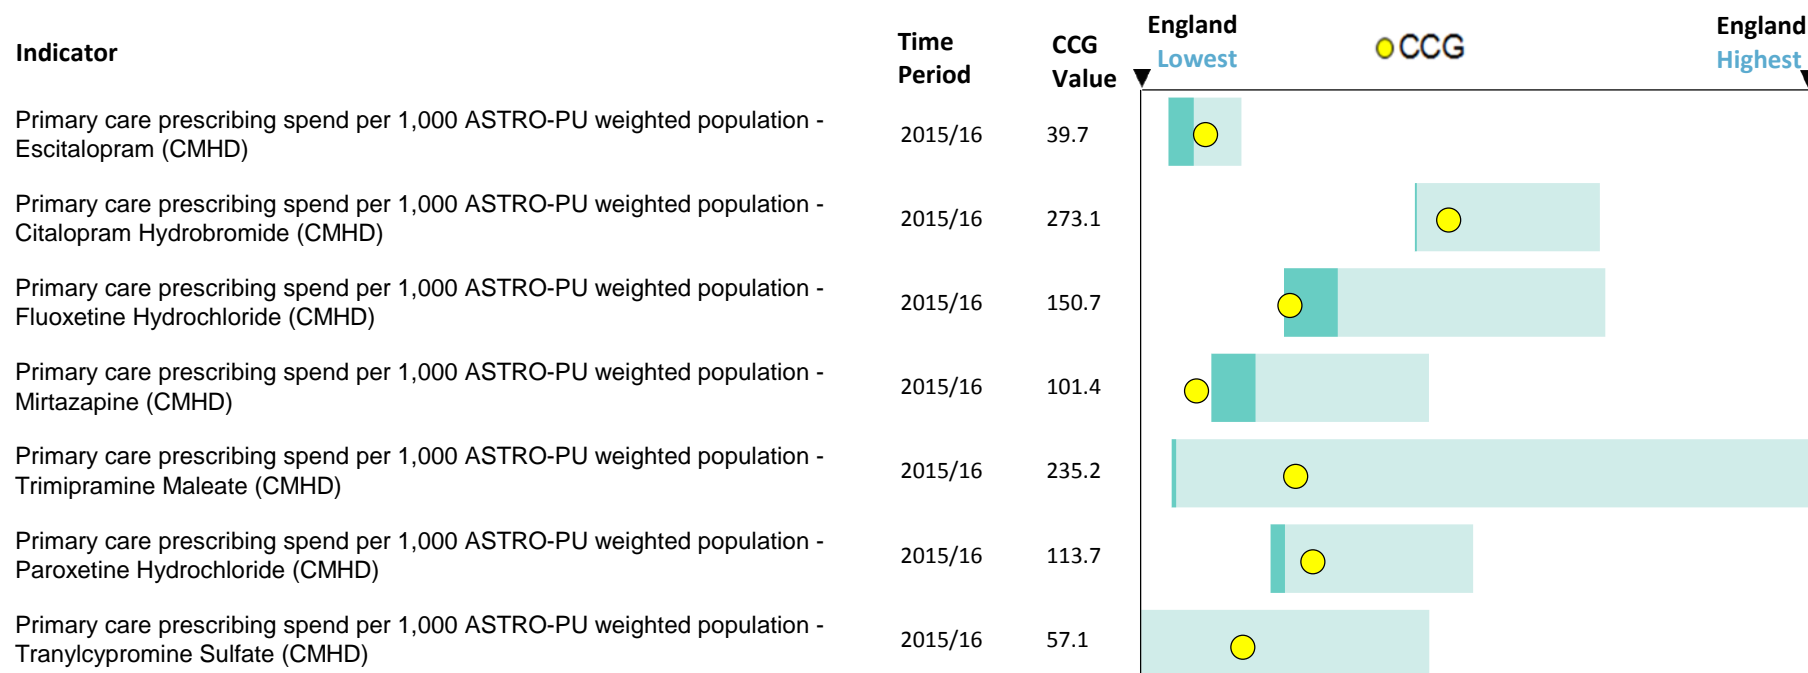 Indicator
Time
Period
CCG
Value
England
Lowest
CCG
England
Highest
Primary care prescribing spend per 1,000 ASTRO-PU weighted population -
Escitalopram (CMHD)
2015/16
39.7
Primary care prescribing spend per 1,000 ASTRO-PU weighted population -
Citalopram Hydrobromide (CMHD)
2015/16
273.1
Primary care prescribing spend per 1,000 ASTRO-PU weighted population -
Fluoxetine Hydrochloride (CMHD)
2015/16
150.7
Primary care prescribing spend per 1,000 ASTRO-PU weighted population -
Mirtazapine (CMHD)
2015/16
101.4
Primary care prescribing spend per 1,000 ASTRO-PU weighted population -
Trimipramine Maleate (CMHD)
2015/16
235.2
Primary care prescribing spend per 1,000 ASTRO-PU weighted population -
Paroxetine Hydrochloride (CMHD)
2015/16
113.7
Primary care prescribing spend per 1,000 ASTRO-PU weighted population -
Tranylcypromine Sulfate (CMHD)
2015/16
57.1